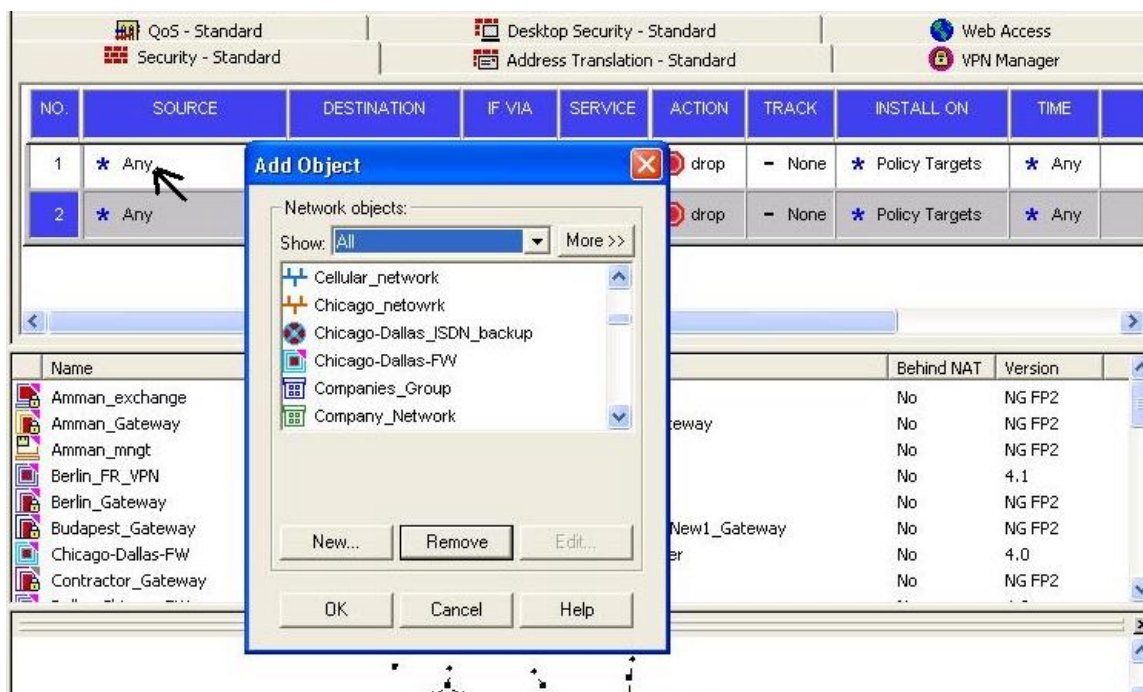 QoS - Standard Desktop Security - Standard Web Access
Security - Standard Address Translation - Standard VPN Manager
NO. SOURCE DESTINATION IF VIA SERVICE ACTION TRACK INSTALL ON TIME
1 * Any drop - None * Policy Targets * Any
2 * Any drop - None * Policy Targets * Any
Add Object
Network objects:
Show: All More >>
Cellular_network
Chicago_netowrk
Chicago-Dallas_ISDN_backup
Chicago-Dallas-FW
Companies_Group
Company_Network
New... Remove Edit...
OK Cancel Help
Name Behind NAT Version
Amman_exchange No NG FP2
Amman_Gateway eway No NG FP2
Amman_mngt No NG FP2
Berlin_FR_VPN No 4.1
Berlin_Gateway No NG FP2
Budapest_Gateway New1_Gateway No NG FP2
Chicago-Dallas-FW er No 4.0
Contractor_Gateway No NG FP2